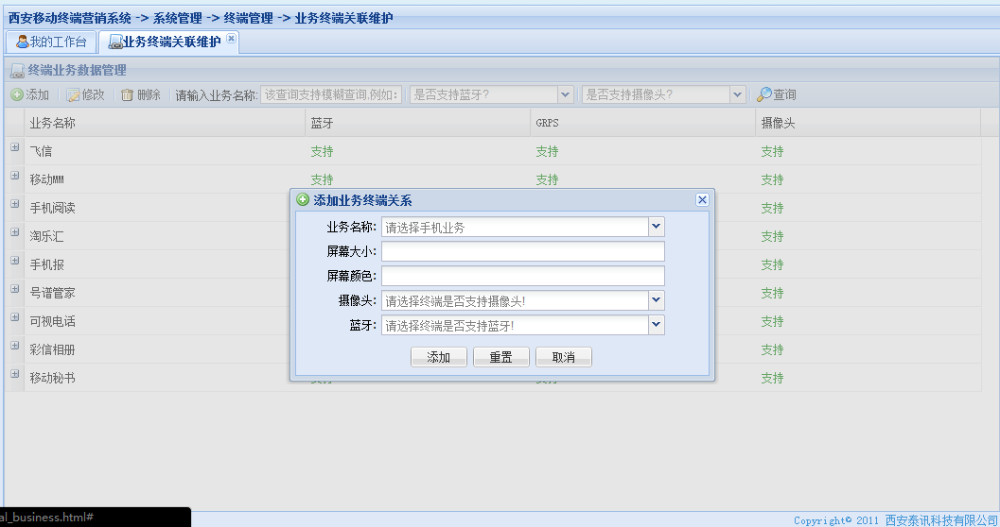 西安移动终端营销系统 -> 系统管理 -> 终端管理 -> 业务终端关联维护
我的工作台 业务终端关联维护
终端业务数据管理
添加 修改 删除 请输入业务名称: 该查询支持模糊查询,例如: 是否支持蓝牙? 是否支持摄像头? 查询
业务名称 蓝牙 GRPS 摄像头
飞信 支持 支持 支持
移动MM 支持 支持 支持
手机阅读 支持
淘乐汇 支持
手机报 支持
号谱管家 支持
可视电话 支持
彩信相册 支持
移动秘书 支持 支持 支持
添加业务终端关系
业务名称: 请选择手机业务
屏幕大小:
屏幕颜色:
摄像头: 请选择终端是否支持摄像头!
蓝牙: 请选择终端是否支持蓝牙!
添加 重置 取消
al_business.html#
Copyright© 2011 西安泰讯科技有限公司